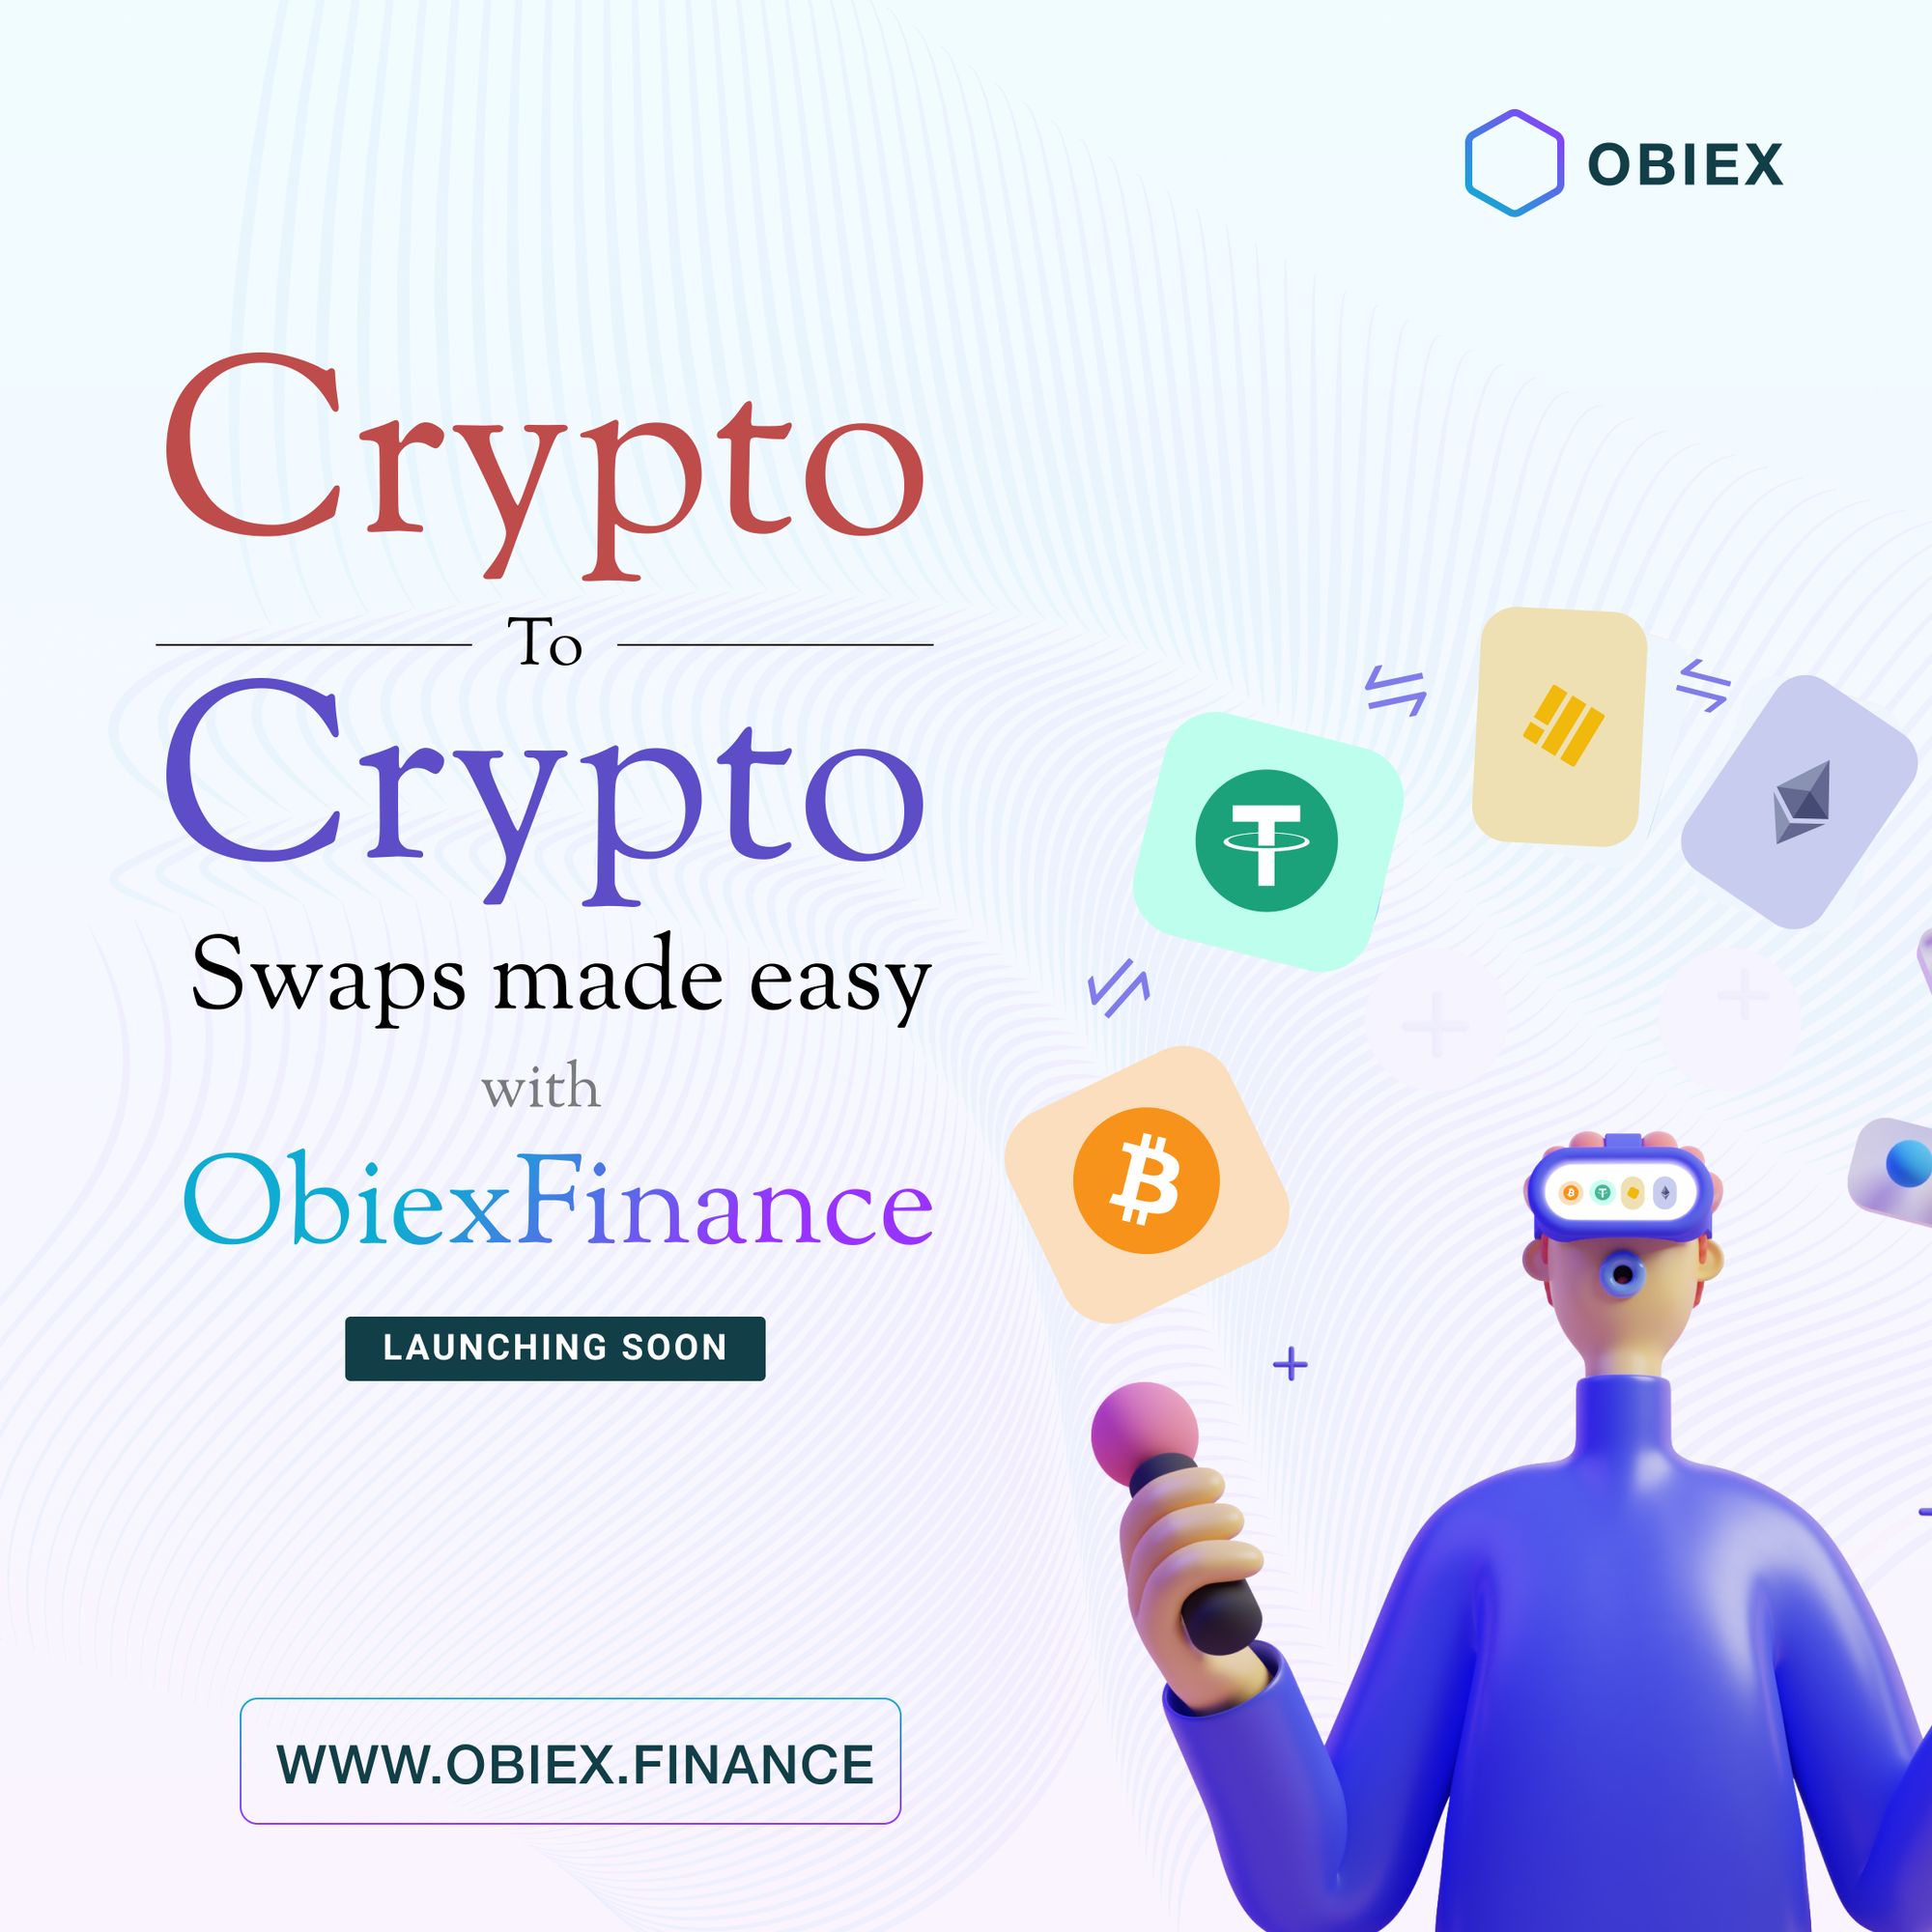 OBIEX
Crypto
To
Crypto
Swaps made easy
with
ObiexFinance
LAUNCHING SOON
WWW.OBIEX.FINANCE